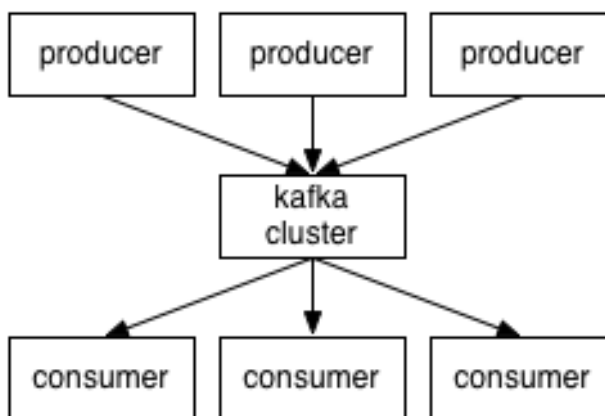 producer
producer
producer
kafka
cluster
consumer
consumer
consumer